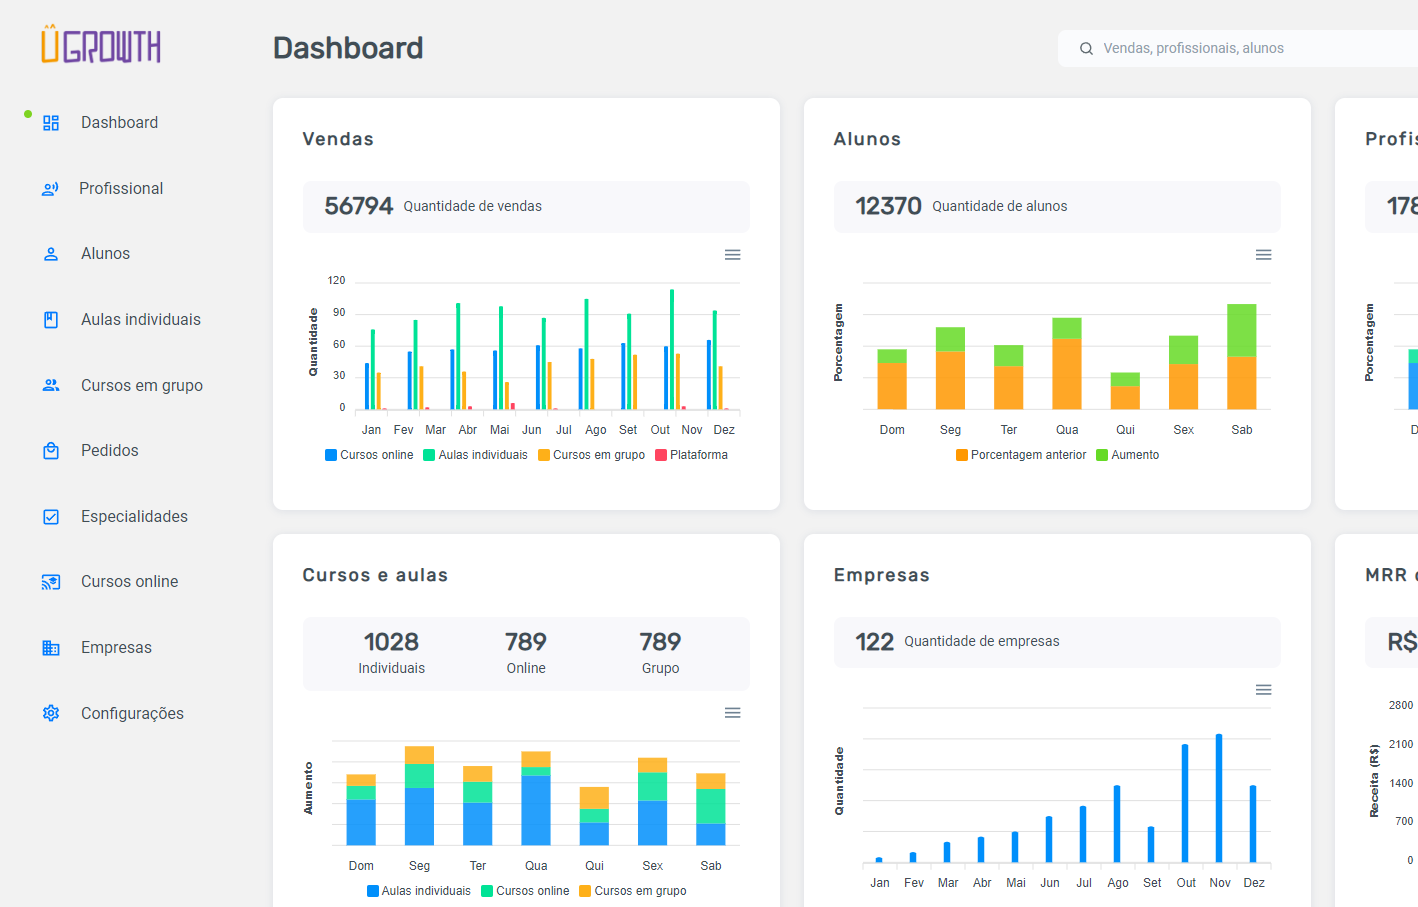 ÜGROWTH
Dashboard
Vendas, profissionais, alunos
Dashboard
Profissional
Alunos
Aulas individuais
Cursos em grupo
Pedidos
Especialidades
Cursos online
Empresas
Configurações
Vendas
56794 Quantidade de vendas
Quantidade
120
90
60
30
0
Jan Fev Mar Abr Mai Jun Jul Ago Set Out Nov Dez
Cursos online Aulas individuais Cursos em grupo Plataforma
Alunos
12370 Quantidade de alunos
Porcentagem
Dom Seg Ter Qua Qui Sex Sab
Porcentagem anterior Aumento
Profis
178
Porcentagem
D
Cursos e aulas
1028 789 789
Individuais Online Grupo
Aumento
Dom Seg Ter Qua Qui Sex Sab
Aulas individuais Cursos online Cursos em grupo
Empresas
122 Quantidade de empresas
Quantidade
Jan Fev Mar Abr Mai Jun Jul Ago Set Out Nov Dez
MRR
R$
Receita (R$)
2800
2100
1400
700
0